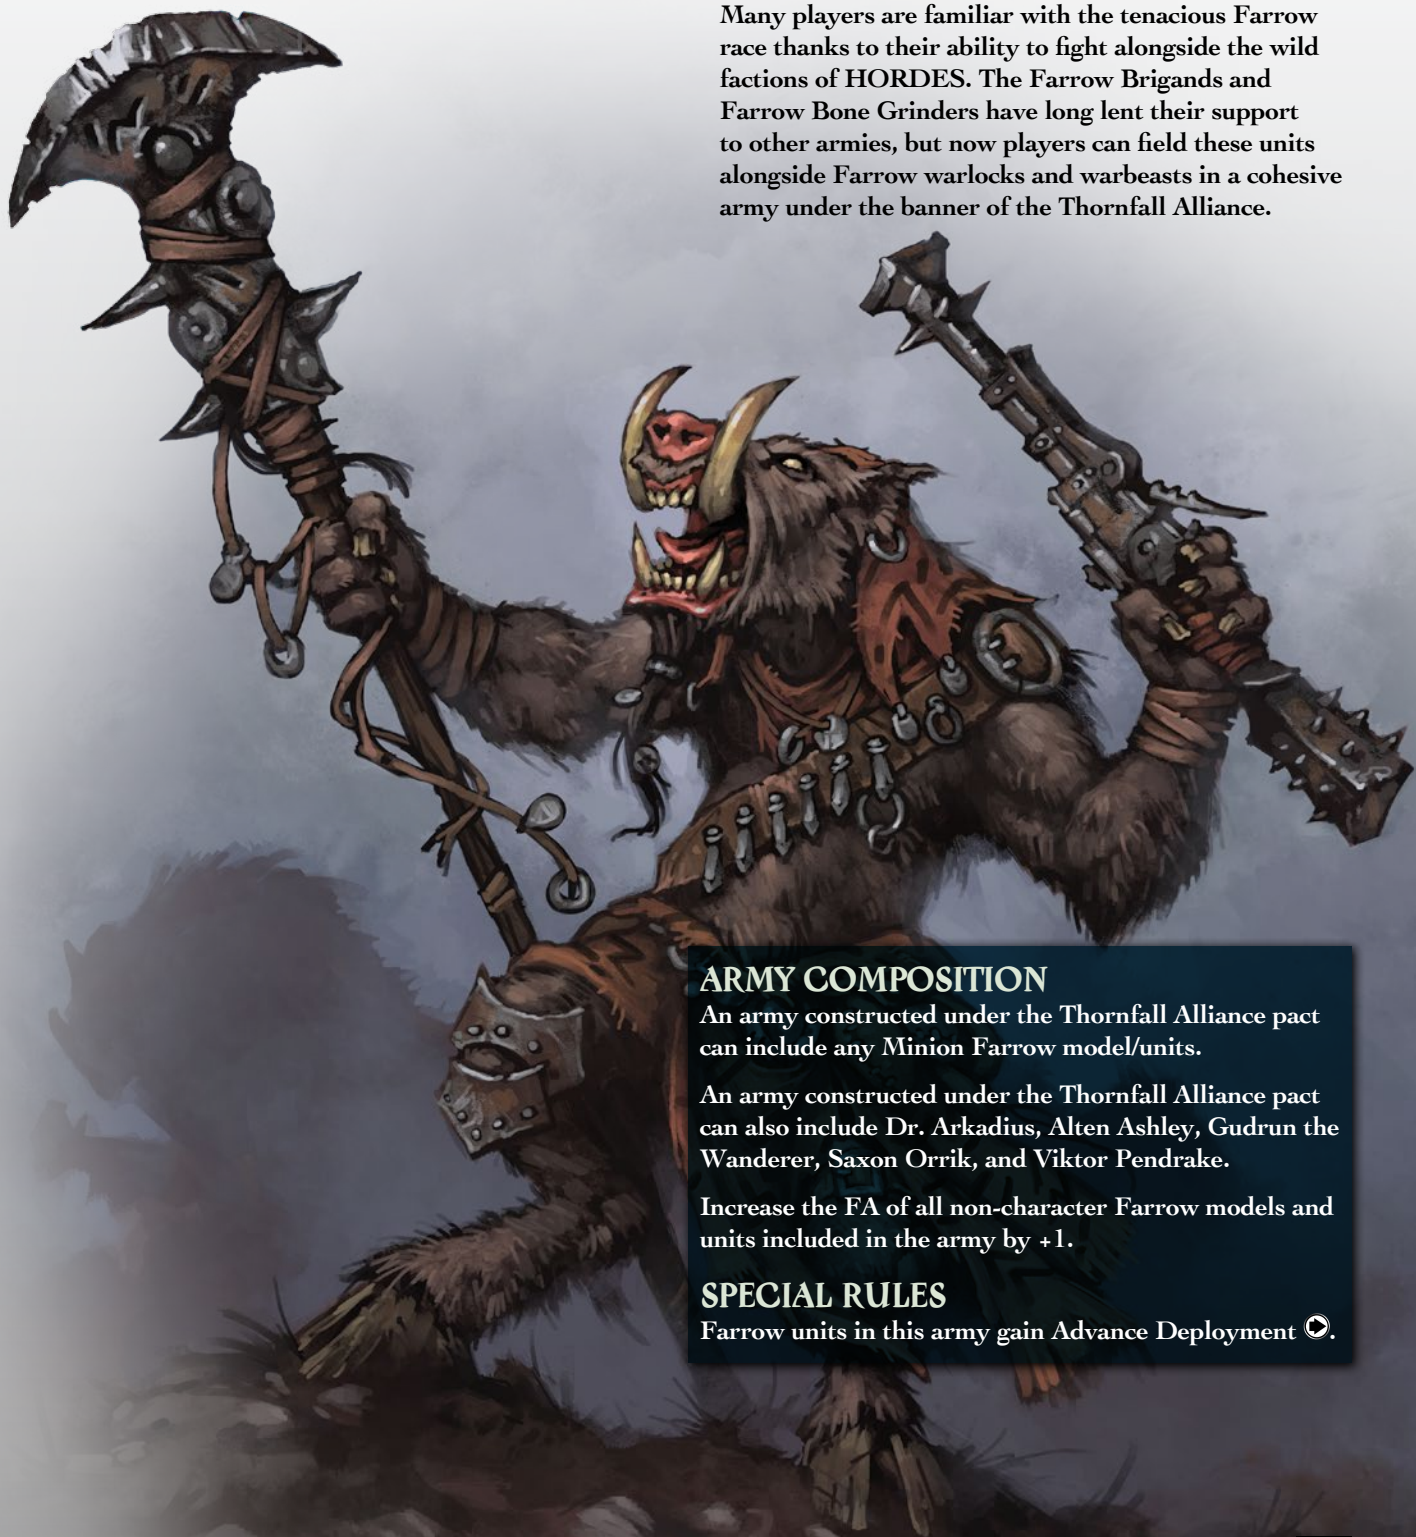 Many players are familiar with the tenacious Farrow
race thanks to their ability to fight alongside the wild
factions of HORDES. The Farrow Brigands and
Farrow Bone Grinders have long lent their support
to other armies, but now players can field these units
alongside Farrow warlocks and warbeasts in a cohesive
army under the banner of the Thornfall Alliance.
ARMY COMPOSITION
An army constructed under the Thornfall Alliance pact
can include any Minion Farrow model/units.
An army constructed under the Thornfall Alliance pact
can also include Dr. Arkadius, Alten Ashley, Gudrun the
Wanderer, Saxon Orrik, and Viktor Pendrake.
Increase the FA of all non-character Farrow models and
units included in the army by +1.
SPECIAL RULES
Farrow units in this army gain Advance Deployment .